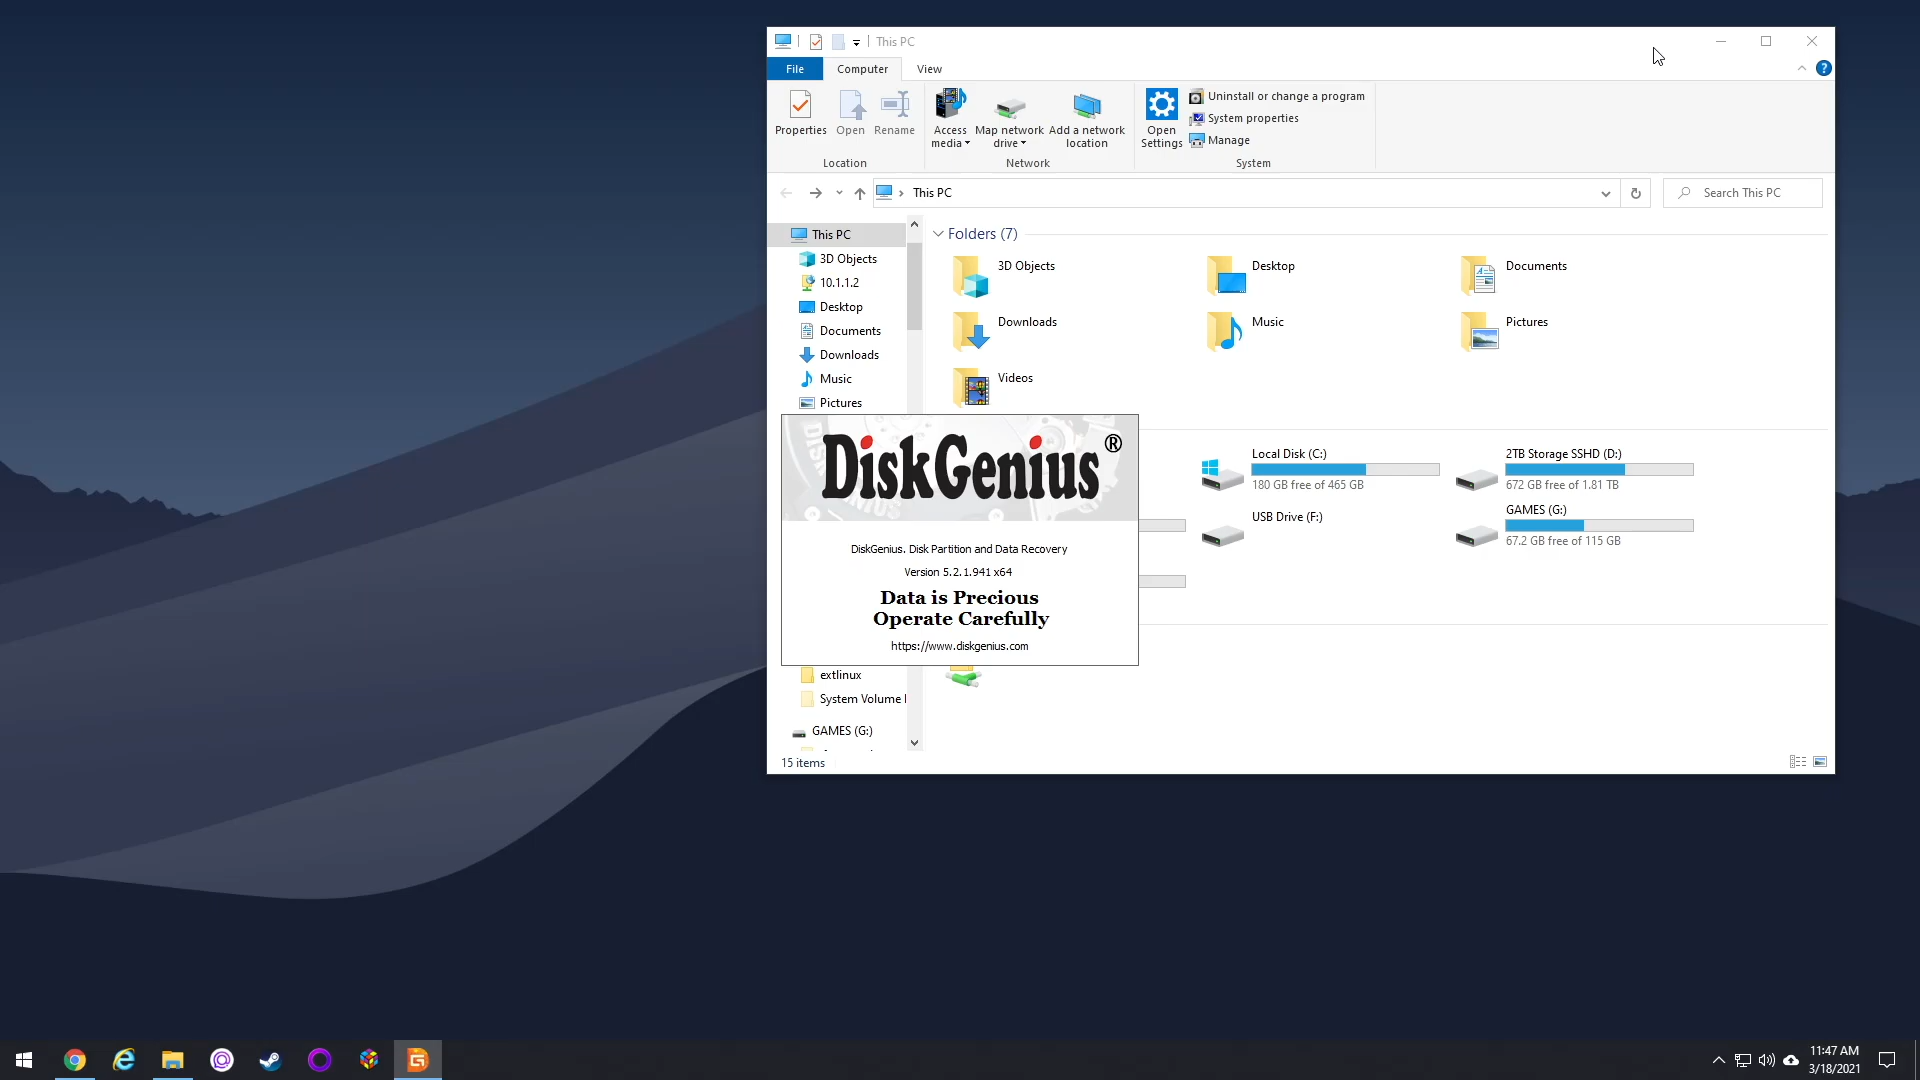 This PC
File
Computer
View
Properties
Open
Rename
Access media
Map network drive
Add a network location
Open Settings
Uninstall or change a program
System properties
Manage
Location
Network
System
This PC
Search This PC
This PC
3D Objects
10.1.1.2
Desktop
Documents
Downloads
Music
Pictures
Folders (7)
3D Objects
Desktop
Documents
Downloads
Music
Pictures
Videos
DiskGenius®
DiskGenius. Disk Partition and Data Recovery
Version 5.2.1.941 x64
Data is Precious
Operate Carefully
https://www.diskgenius.com
Local Disk (C:)
180 GB free of 465 GB
2TB Storage SSHD (D:)
672 GB free of 1.81 TB
USB Drive (F:)
GAMES (G:)
67.2 GB free of 115 GB
extlinux
System Volume
GAMES (G:)
15 items
11:47 AM
3/18/2021